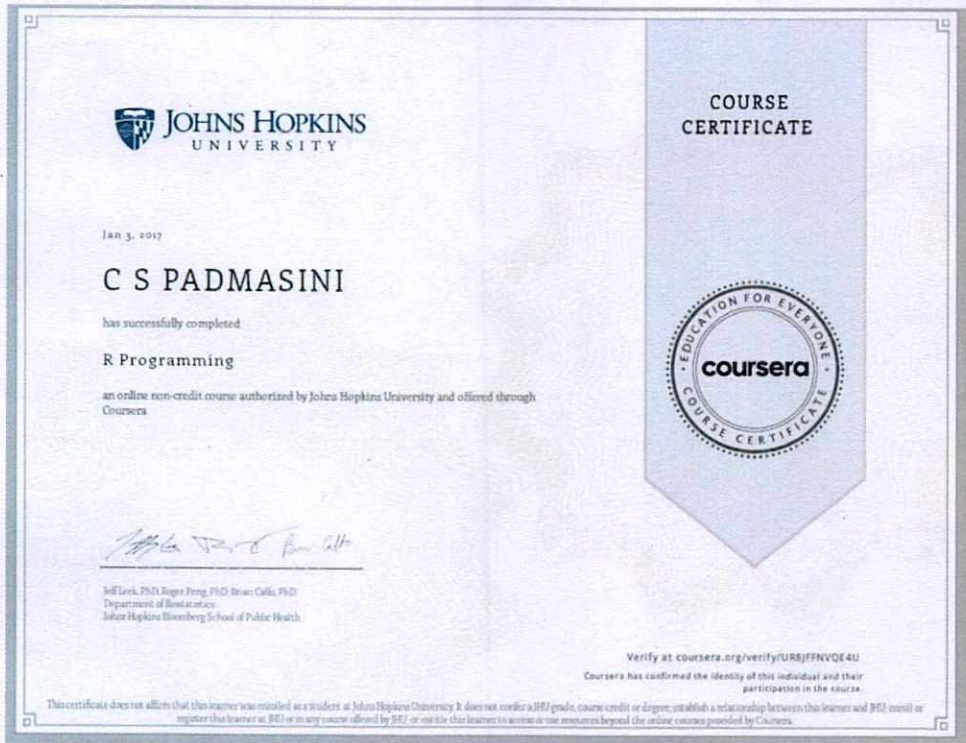 JOHNS HOPKINS
UNIVERSITY
COURSE
CERTIFICATE
Jan 3, 2017
C S PADMASINI
has successfully completed
R Programming
an online non-credit course authorized by Johns Hopkins University and offered through
Coursera
EDUCATION FOR EVERYONE
coursera
COURSE CERTIFICATE
Jeff Leek, PhD; Roger Peng, PhD; Brian Caffo, PhD
Department of Biostatistics
Johns Hopkins Bloomberg School of Public Health
Verify at coursera.org/verify/UR8JFFNVQE4U
Coursera has confirmed the identity of this individual and their
participation in the course.
This certificate does not affirm that this learner was enrolled as a student at Johns Hopkins University. It does not confer a JHU grade, course credit or degree; establish a relationship between this learner and JHU; enroll or
register this learner at JHU or in any course offered by JHU; or entitle this learner to access or use resources beyond the online courses provided by Coursera.